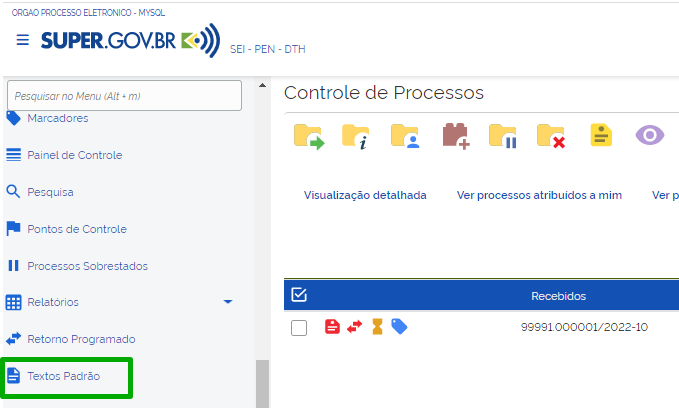 ORGAO PROCESSO ELETRONICO - MYSQL
SUPER.GOV.BR
SEI - PEN - DTH
Pesquisar no Menu (Alt + m)
Marcadores
Painel de Controle
Pesquisa
Pontos de Controle
Processos Sobrestados
Relatórios
Retorno Programado
Textos Padrão
Controle de Processos
Visualização detalhada Ver processos atribuídos a mim Ver p
Recebidos
99991.000001/2022-10